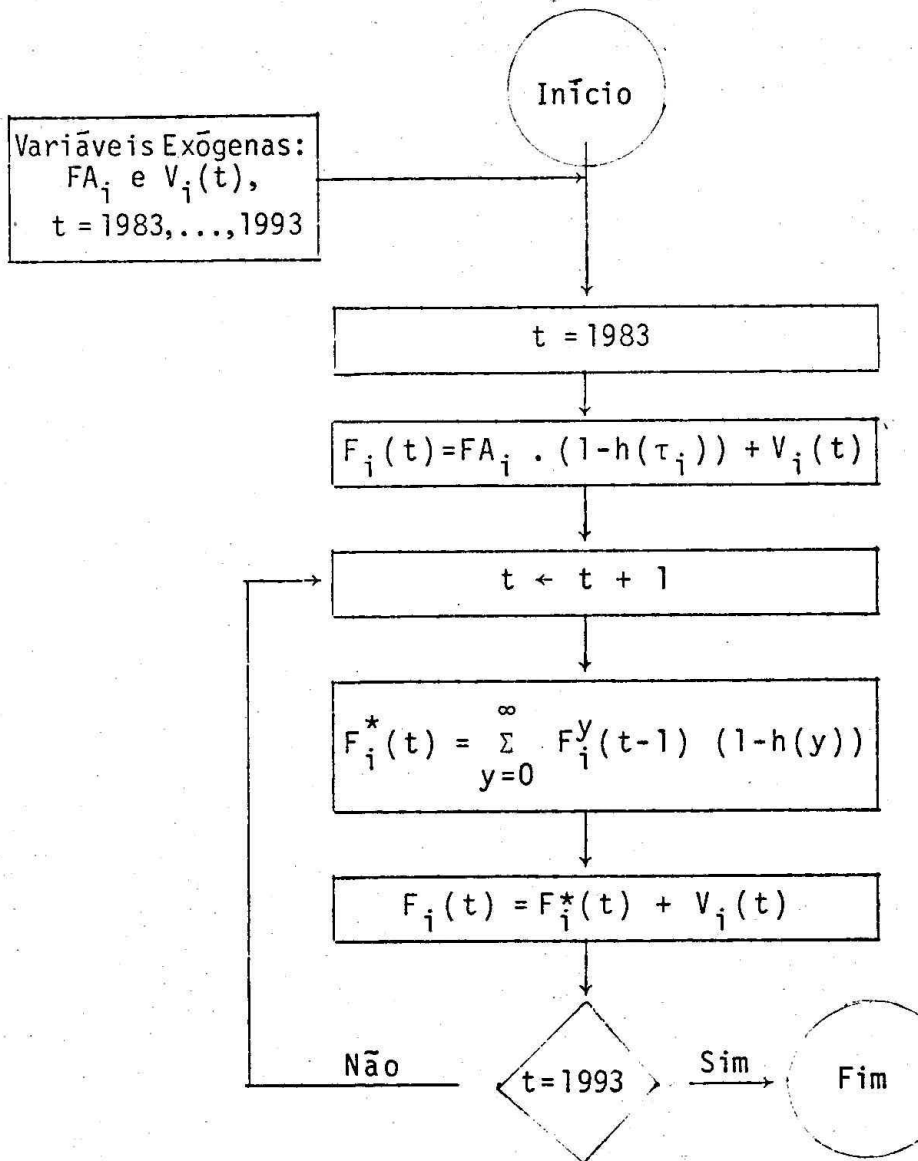 Início
Variáveis Exógenas:
FA_i e V_i(t),
t = 1983,...,1993
t = 1983
F_i(t)=FA_i . (1-h(τ_i)) + V_i(t)
t ← t + 1
F_i^*(t) = Σ_{y=0}^{∞} F_i^y(t-1) (1-h(y))
F_i(t) = F_i^*(t) + V_i(t)
Não
t=1993
Sim
Fim